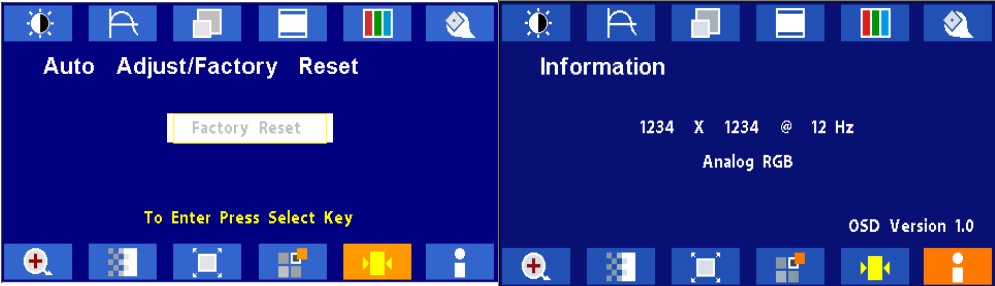 Auto Adjust/Factory Reset
Factory Reset
To Enter Press Select Key
Information
1234 X 1234 @ 12 Hz
Analog RGB
OSD Version 1.0